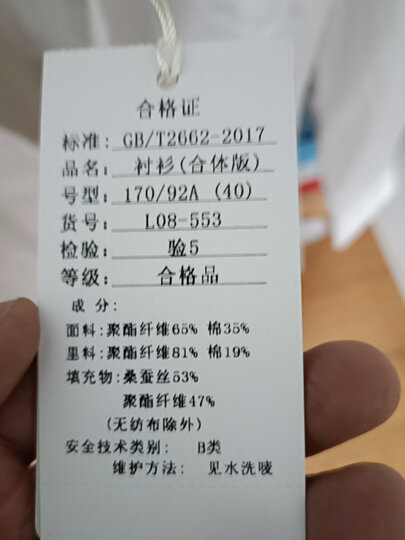 合格证
标准: GB/T2662-2017
品名: 衬衫(合体版)
号型: 170/92A (40)
货号: L08-553
检验: 验5
等级: 合格品
成 分:
面料:聚酯纤维65% 棉35%
里料:聚酯纤维81% 棉19%
填充物:桑蚕丝53%
聚酯纤维47%
(无纺布除外)
安全技术类别: B类
维护方法: 见水洗唛